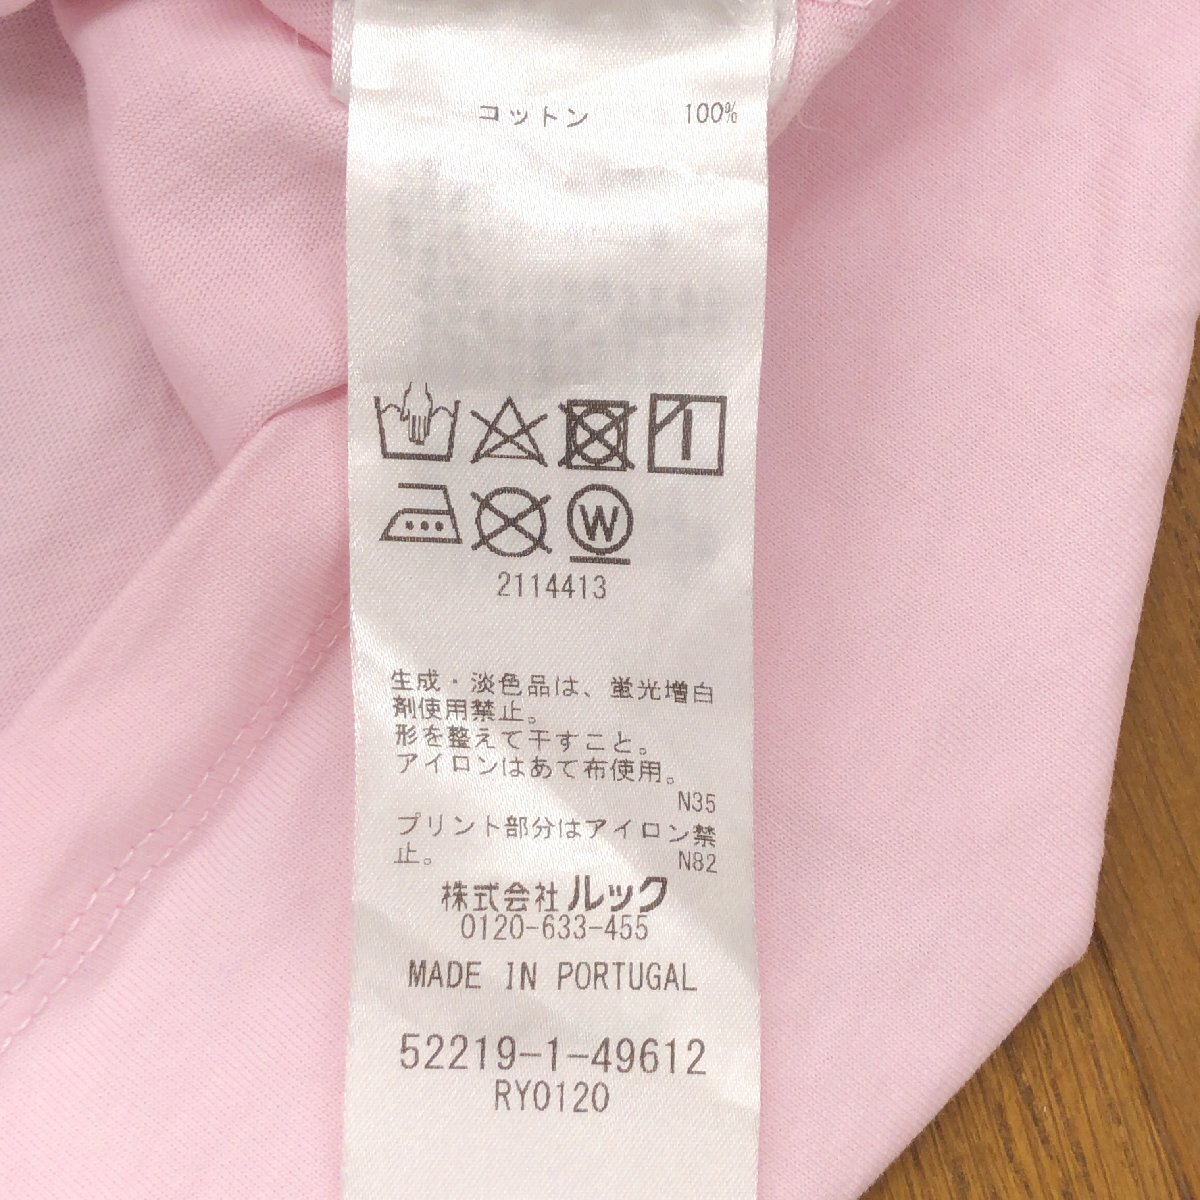 コットン 100%
W
2114413
生成・淡色品は、蛍光増白
剤使用禁止。
形を整えて干すこと。
アイロンはあて布使用。
N35
プリント部分はアイロン禁
止。 N82
株式会社ルック
0120-633-455
MADE IN PORTUGAL
52219-1-49612
RY0120